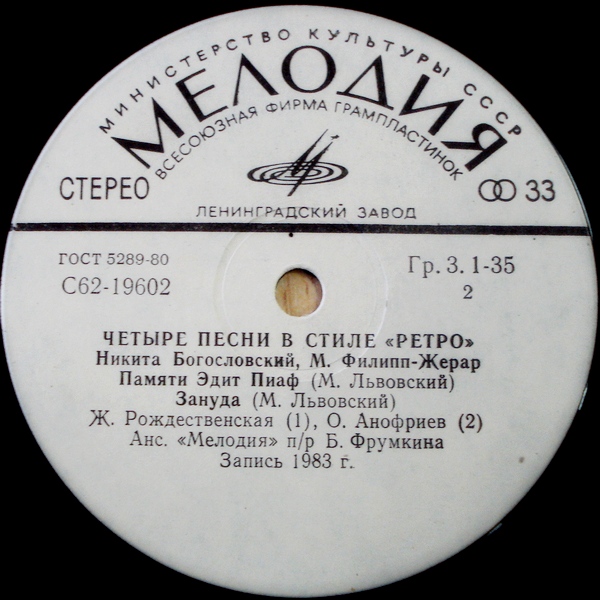 МИНИСТЕРСТВО КУЛЬТУРЫ СССР
МЕЛОДИЯ
ВСЕСОЮЗНАЯ ФИРМА ГРАМПЛАСТИНОК
СТЕРЕО
33
ЛЕНИНГРАДСКИЙ ЗАВОД
ГОСТ 5289-80
Гр. 3. 1-35
С62-19602
2
ЧЕТЫРЕ ПЕСНИ В СТИЛЕ «РЕТРО»
Никита Богословский, М. Филипп-Жерар
Памяти Эдит Пиаф (М. Львовский)
Зануда (М. Львовский)
Ж. Рождественская (1), О. Анофриев (2)
Анс. «Мелодия» п/р Б. Фрумкина
Запись 1983 г.